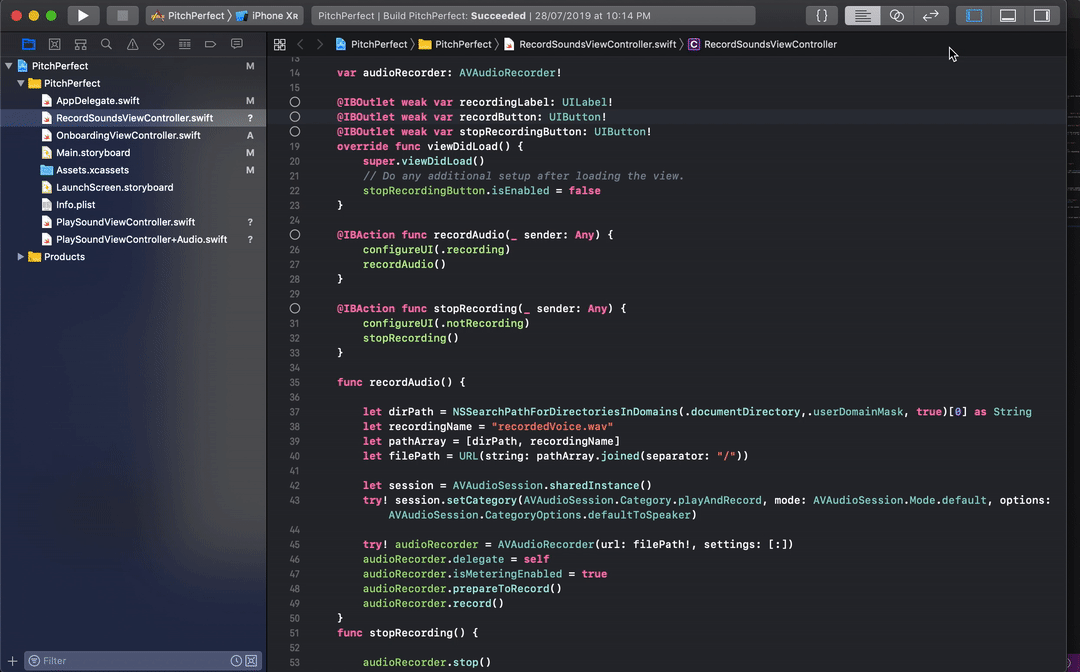 PitchPerfect 〉 iPhone XR
PitchPerfect | Build PitchPerfect: Succeeded | 28/07/2019 at 10:14 PM
{ }
PitchPerfect 〉 PitchPerfect 〉 RecordSoundsViewController.swift 〉 C RecordSoundsViewController
PitchPerfect M
PitchPerfect
AppDelegate.swift M
RecordSoundsViewController.swift ?
OnboardingViewController.swift A
Main.storyboard M
Assets.xcassets M
LaunchScreen.storyboard
Info.plist
PlaySoundViewController.swift ?
PlaySoundViewController+Audio.swift ?
Products
Filter
13
14 var audioRecorder: AVAudioRecorder!
15
@IBOutlet weak var recordingLabel: UILabel!
@IBOutlet weak var recordButton: UIButton!
@IBOutlet weak var stopRecordingButton: UIButton!
19 override func viewDidLoad() {
20 super.viewDidLoad()
21 // Do any additional setup after loading the view.
22 stopRecordingButton.isEnabled = false
23 }
24
@IBAction func recordAudio(_ sender: Any) {
26 configureUI(.recording)
27 recordAudio()
28 }
29
@IBAction func stopRecording(_ sender: Any) {
31 configureUI(.notRecording)
32 stopRecording()
33 }
34
35 func recordAudio() {
36
37 let dirPath = NSSearchPathForDirectoriesInDomains(.documentDirectory,.userDomainMask, true)[0] as String
38 let recordingName = "recordedVoice.wav"
39 let pathArray = [dirPath, recordingName]
40 let filePath = URL(string: pathArray.joined(separator: "/"))
41
42 let session = AVAudioSession.sharedInstance()
43 try! session.setCategory(AVAudioSession.Category.playAndRecord, mode: AVAudioSession.Mode.default, options:
AVAudioSession.CategoryOptions.defaultToSpeaker)
44
45 try! audioRecorder = AVAudioRecorder(url: filePath!, settings: [:])
46 audioRecorder.delegate = self
47 audioRecorder.isMeteringEnabled = true
48 audioRecorder.prepareToRecord()
49 audioRecorder.record()
50 }
51 func stopRecording() {
52
53 audioRecorder.stop()